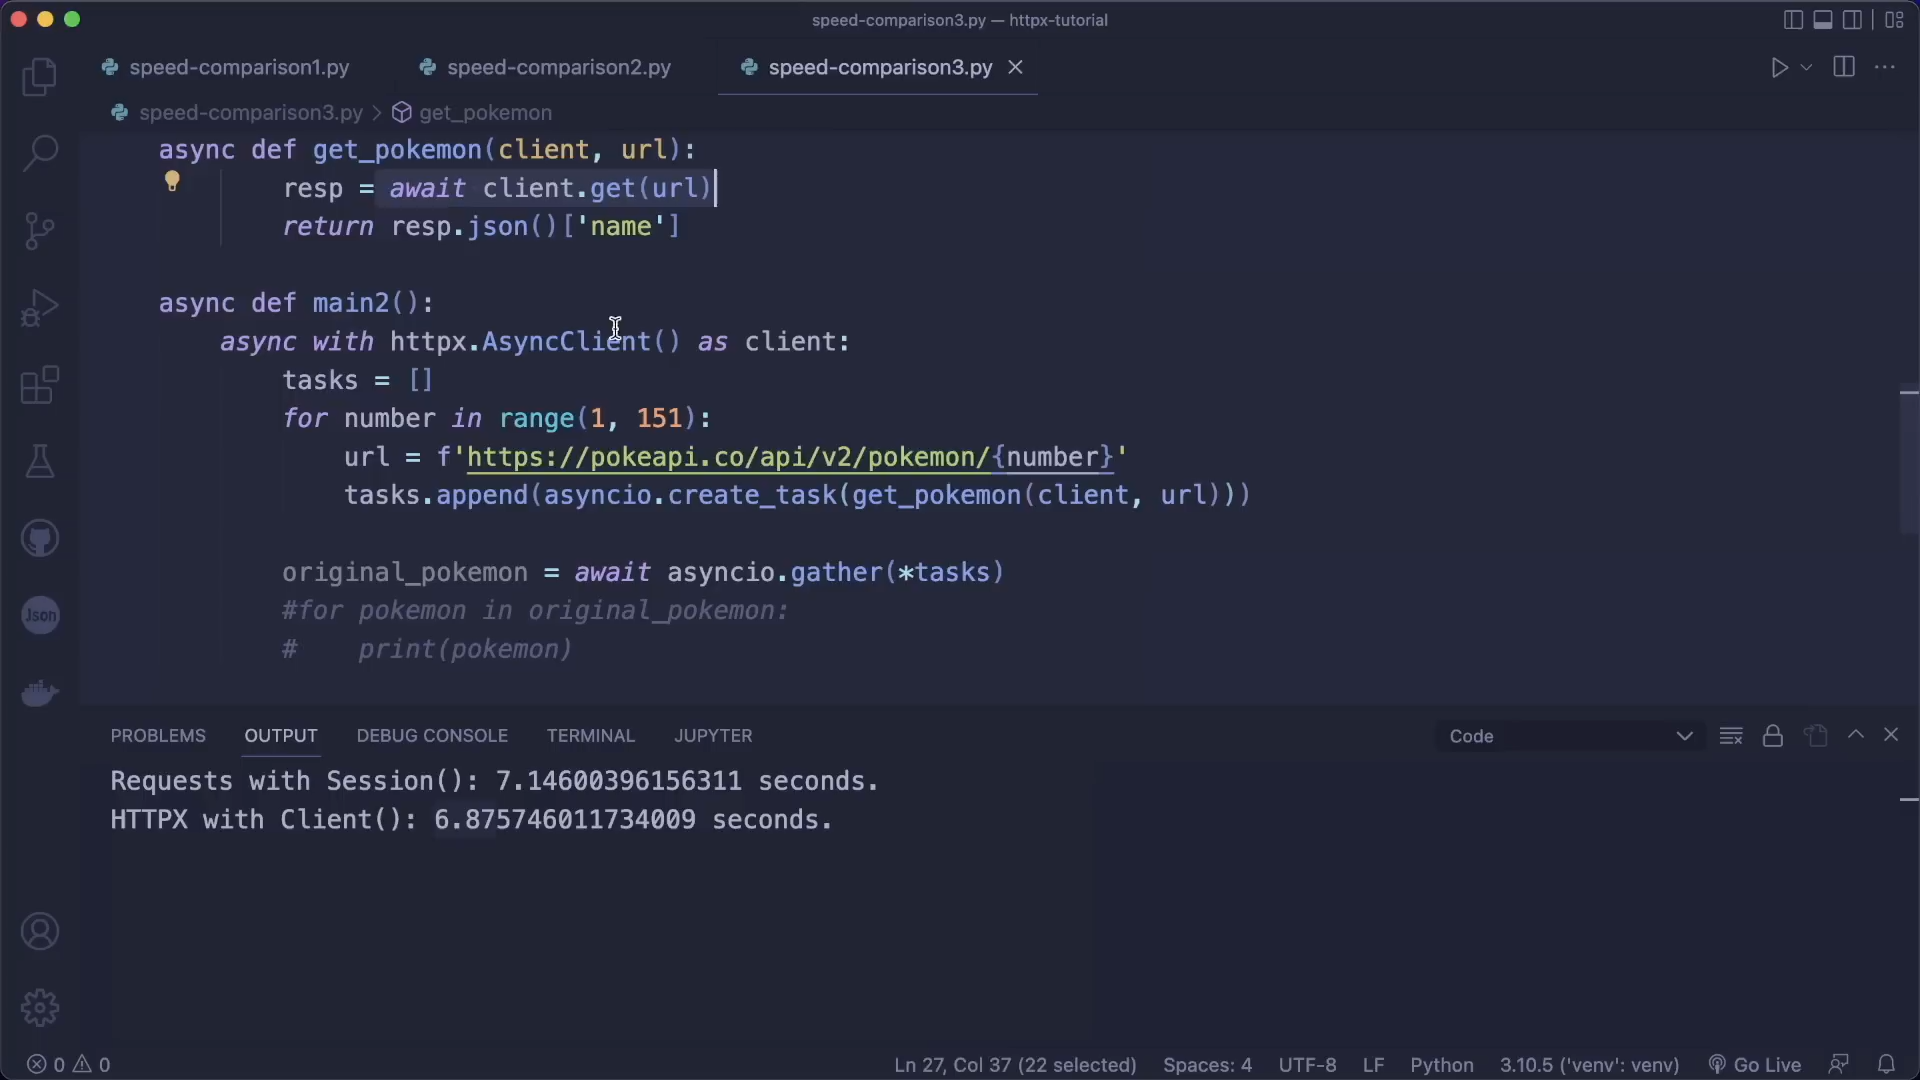 speed-comparison3.py — httpx-tutorial
speed-comparison1.py
speed-comparison2.py
speed-comparison3.py
speed-comparison3.py > get_pokemon
async def get_pokemon(client, url):
resp = await client.get(url)
return resp.json()['name']
async def main2():
async with httpx.AsyncClient() as client:
tasks = []
for number in range(1, 151):
url = f'https://pokeapi.co/api/v2/pokemon/{number}'
tasks.append(asyncio.create_task(get_pokemon(client, url)))
original_pokemon = await asyncio.gather(*tasks)
#for pokemon in original_pokemon:
#    print(pokemon)
Json
PROBLEMS OUTPUT DEBUG CONSOLE TERMINAL JUPYTER Code
Requests with Session(): 7.14600396156311 seconds.
HTTPX with Client(): 6.875746011734009 seconds.
0 0 Ln 27, Col 37 (22 selected) Spaces: 4 UTF-8 LF Python 3.10.5 ('venv': venv) Go Live